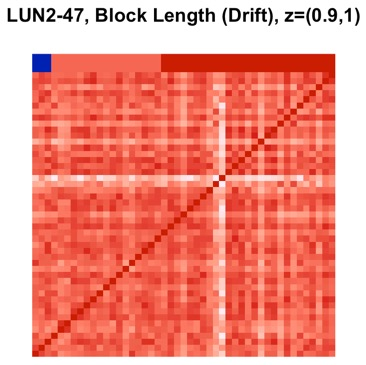 LUN2-47, Block Length (Drift), z=(0.9,1)